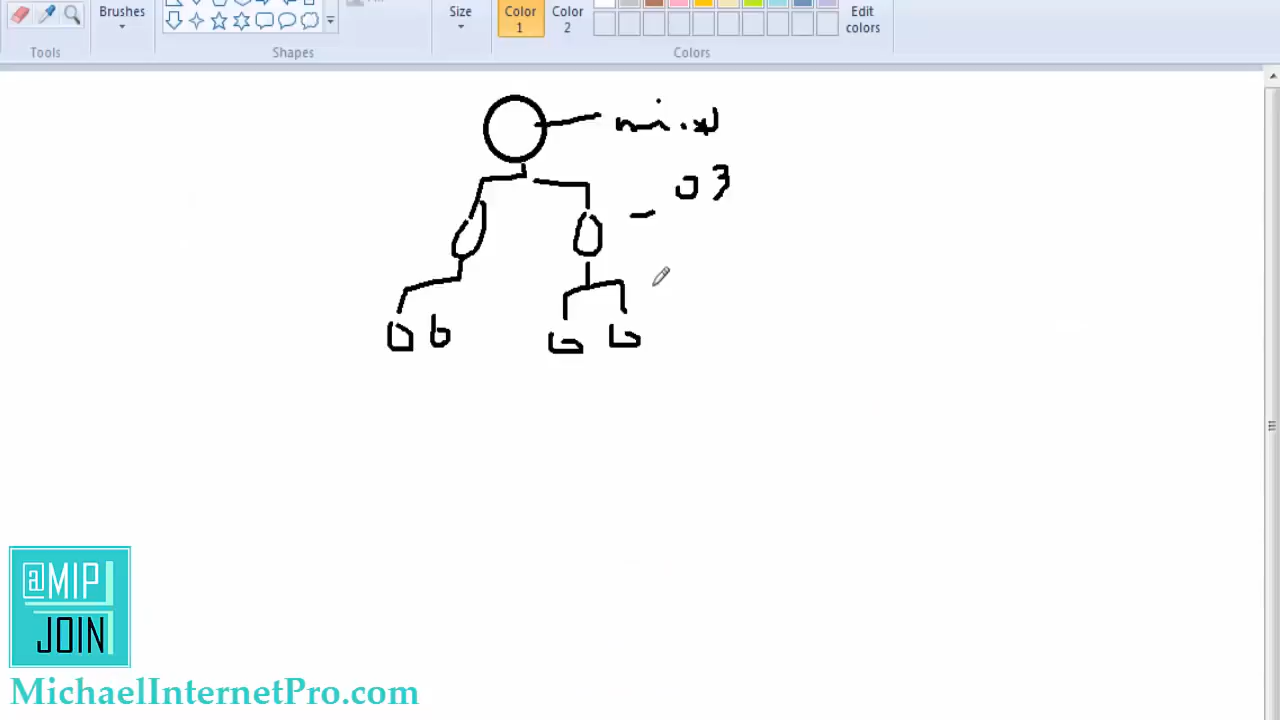 Tools
Brushes
Shapes
Size
Color 1
Color 2
Edit colors
Colors
@MIP
JOIN
MichaelInternetPro.com